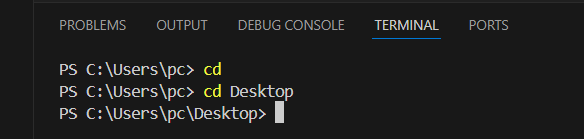 PROBLEMS OUTPUT DEBUG CONSOLE TERMINAL PORTS
PS C:\Users\pc> cd
PS C:\Users\pc> cd Desktop
PS C:\Users\pc\Desktop>